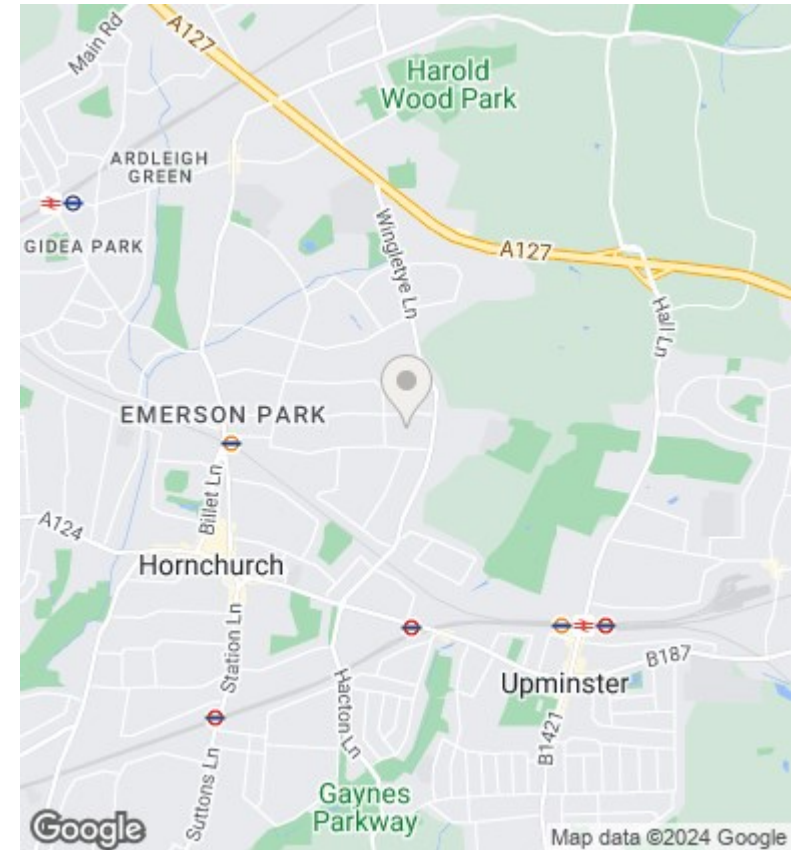 Main Rd
A127
Harold
Wood Park
ARDLEIGH
GREEN
GIDEA PARK
Wingletye Ln
A127
Hall Ln
EMERSON PARK
Billet Ln
A124
Hornchurch
Station Ln
Hacton Ln
B187
Upminster
B1421
Suttons Ln
Gaynes
Parkway
Google
Map data ©2024 Google